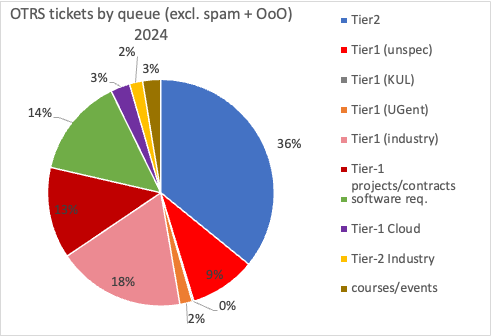 OTRS tickets by queue (excl. spam + OoO)
2024
36%
9%
0%
2%
18%
13%
14%
3%
2%
3%
Tier2
Tier1 (unspec)
Tier1 (KUL)
Tier1 (UGent)
Tier1 (industry)
Tier-1
projects/contracts
software req.
Tier-1 Cloud
Tier-2 Industry
courses/events